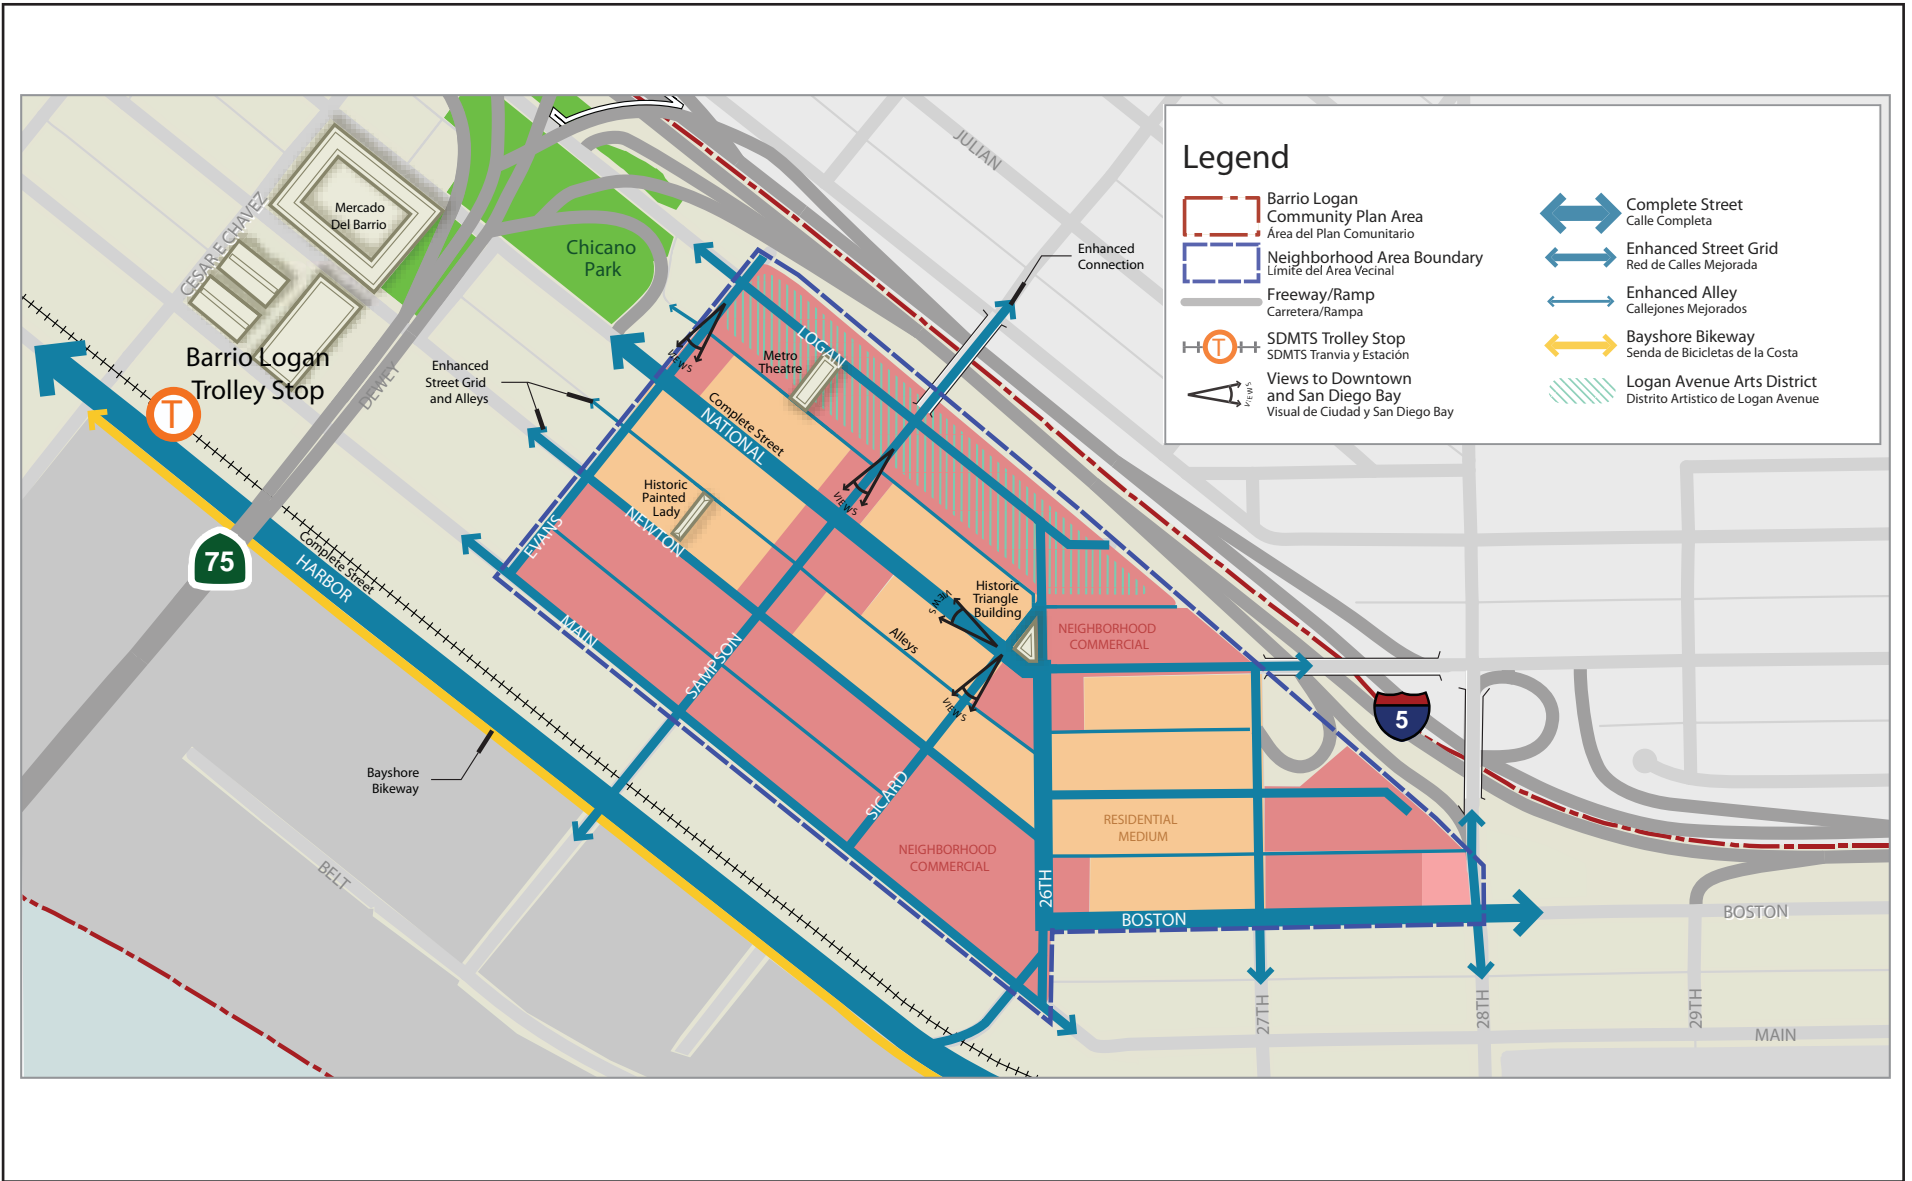 Legend
Barrio Logan
Community Plan Area
Área del Plan Comunitario
Neighborhood Area Boundary
Límite del Area Vecinal
Freeway/Ramp
Carretera/Rampa
T
SDMTS Trolley Stop
SDMTS Tranvia y Estación
VIEWS
Views to Downtown
and San Diego Bay
Visual de Ciudad y San Diego Bay
Complete Street
Calle Completa
Enhanced Street Grid
Red de Calles Mejorada
Enhanced Alley
Callejones Mejorados
Bayshore Bikeway
Senda de Bicicletas de la Costa
Logan Avenue Arts District
Distrito Artistico de Logan Avenue
JULIAN
CESAR E CHAVEZ
Mercado
Del Barrio
Chicano
Park
Enhanced
Connection
Barrio Logan
Trolley Stop
T
DEWEY
Enhanced
Street Grid
and Alleys
VIEWS
LOGAN
Metro
Theatre
Complete Street
NATIONAL
VIEWS
Historic
Painted
Lady
NEWTON
EVANS
75
Complete Street
HARBOR
MAIN
SAMPSON
Alleys
VIEWS
Historic
Triangle
Building
VIEWS
NEIGHBORHOOD
COMMERCIAL
5
SICARD
RESIDENTIAL
MEDIUM
NEIGHBORHOOD
COMMERCIAL
26TH
BOSTON
BOSTON
Bayshore
Bikeway
BELT
27TH
28TH
29TH
MAIN